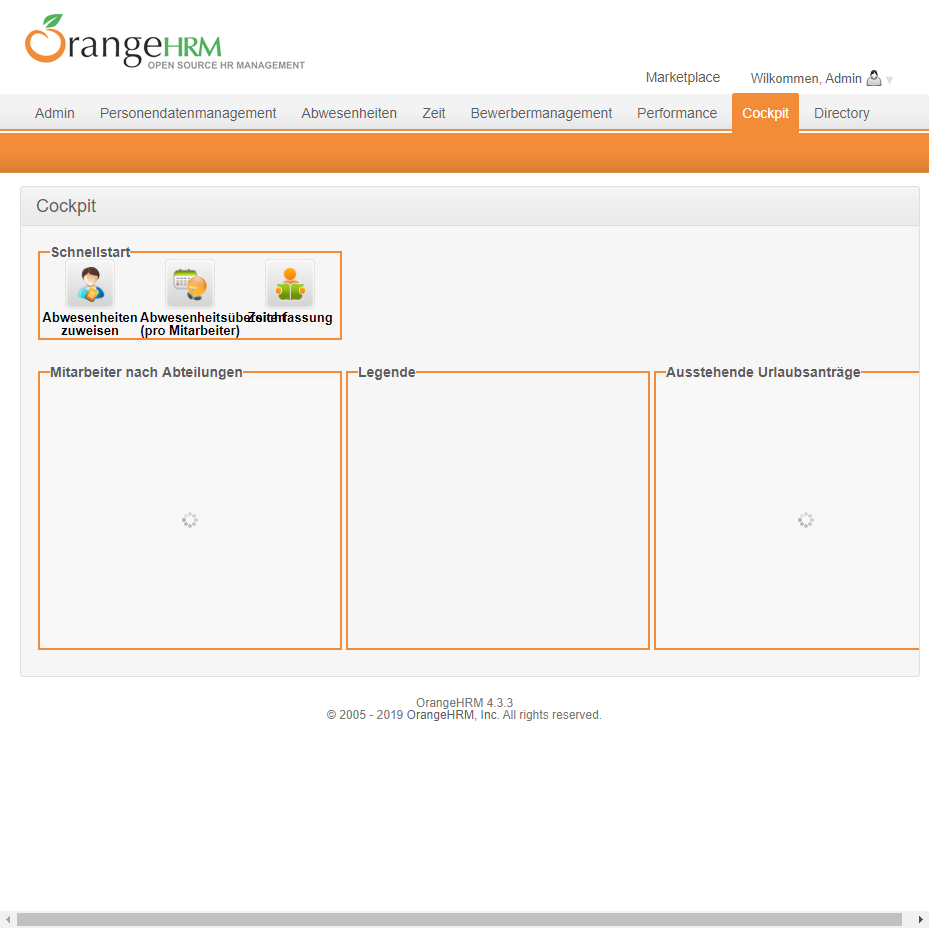 OrangeHRM
OPEN SOURCE HR MANAGEMENT
Marketplace
Willkommen, Admin
Admin
Personendatenmanagement
Abwesenheiten
Zeit
Bewerbermanagement
Performance
Cockpit
Directory
Cockpit
Schnellstart
Abwesenheiten
zuweisen
Abwesenheitsübersicht
(pro Mitarbeiter)
Zeiterfassung
Mitarbeiter nach Abteilungen
Legende
Ausstehende Urlaubsanträge
OrangeHRM 4.3.3
© 2005 - 2019 OrangeHRM, Inc. All rights reserved.